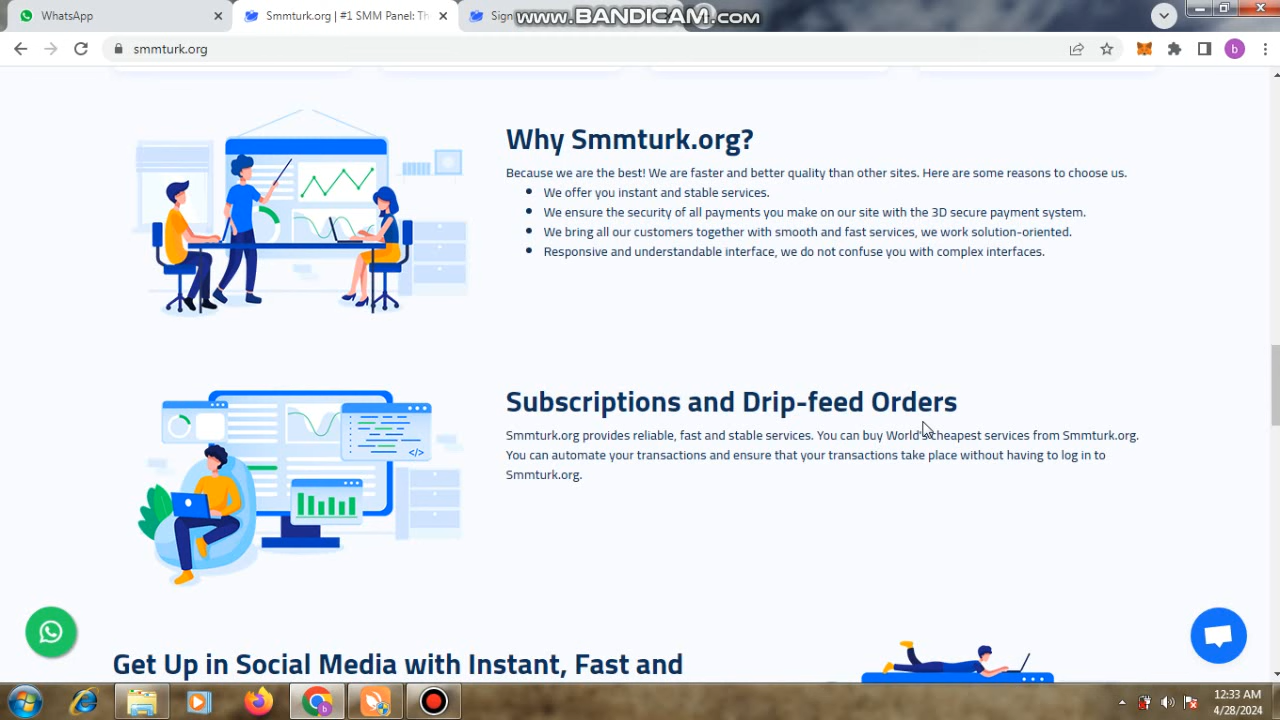 WhatsApp
Smmturk.org | #1 SMM Panel: Th
Sign
www.BANDICAM.com
smmturk.org
b
Why Smmturk.org?
Because we are the best! We are faster and better quality than other sites. Here are some reasons to choose us.
We offer you instant and stable services.
We ensure the security of all payments you make on our site with the 3D secure payment system.
We bring all our customers together with smooth and fast services, we work solution-oriented.
Responsive and understandable interface, we do not confuse you with complex interfaces.
Subscriptions and Drip-feed Orders
Smmturk.org provides reliable, fast and stable services. You can buy World's cheapest services from Smmturk.org.
You can automate your transactions and ensure that your transactions take place without having to log in to
Smmturk.org.
</>
Get Up in Social Media with Instant, Fast and
12:33 AM
4/28/2024